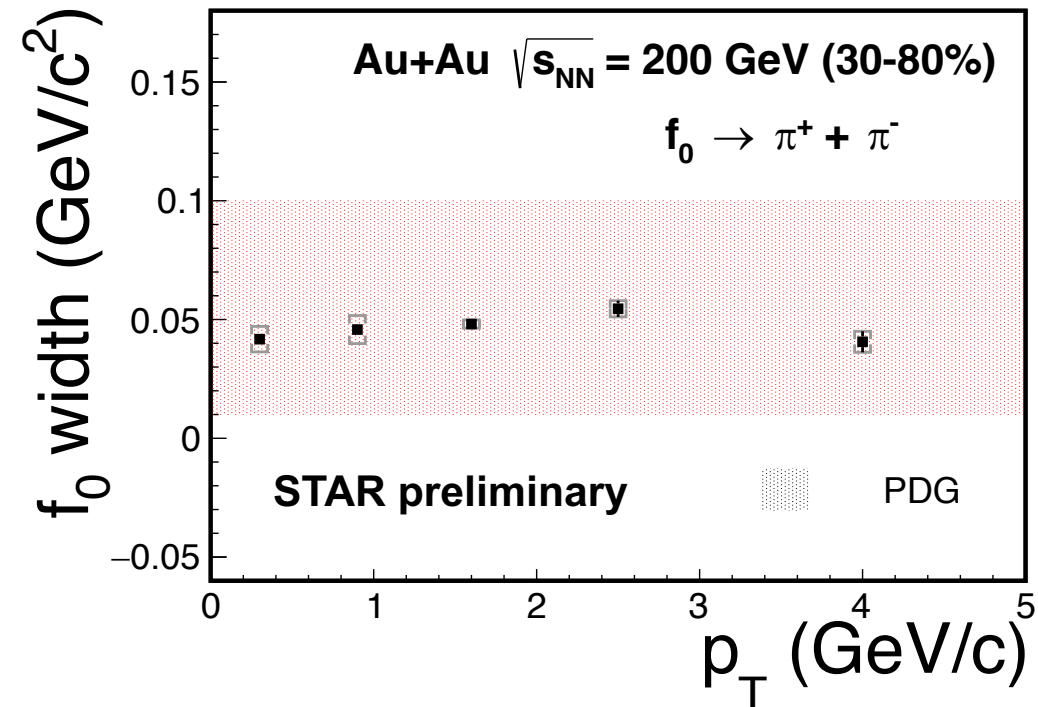 f₀ width (GeV/c²)
Au+Au √sNN = 200 GeV (30-80%)
f₀ → π⁺ + π⁻
0.15
0.1
0.05
0
−0.05
STAR preliminary
PDG
0 1 2 3 4 5
pT (GeV/c)